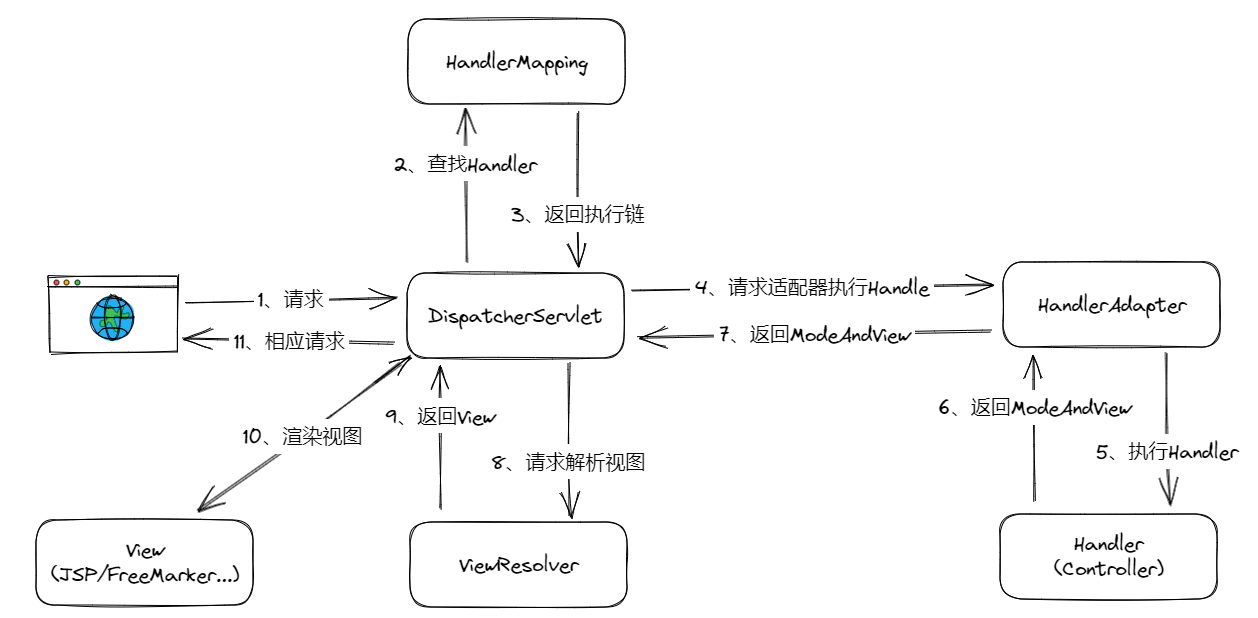 HandlerMapping
2、查找Handler
3、返回执行链
1、请求
DispatcherServlet
4、请求适配器执行Handle
HandlerAdapter
11、相应请求
7、返回ModeAndView
10、渲染视图
9、返回View
8、请求解析视图
6、返回ModeAndView
5、执行Handler
View
(JSP/FreeMarker...)
ViewResolver
Handler
(Controller)